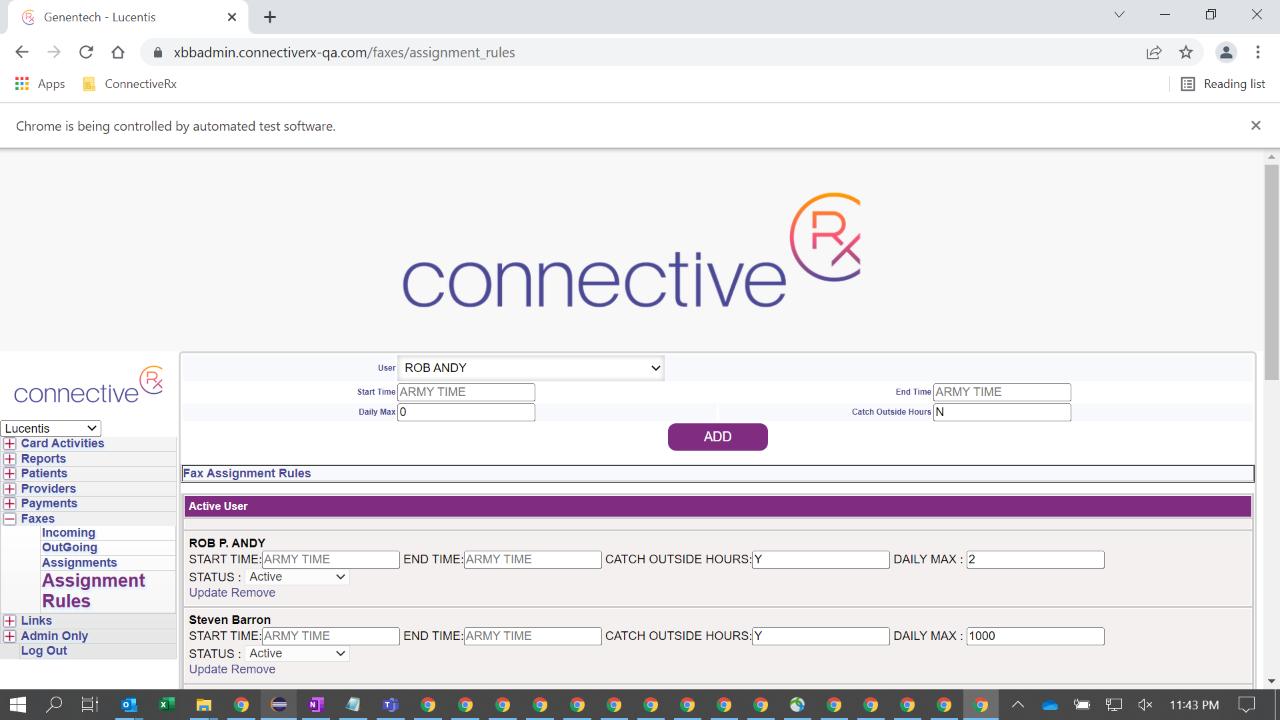 Genentech - Lucentis
xbbadmin.connectiverx-qa.com/faxes/assignment_rules
Apps ConnectiveRx Reading list
Chrome is being controlled by automated test software.
connective Rx
connective Rx
Lucentis
Card Activities
Reports
Patients
Providers
Payments
Faxes
Incoming
OutGoing
Assignments
Assignment
Rules
Links
Admin Only
Log Out
User ROB ANDY
Start Time ARMY TIME End Time ARMY TIME
Daily Max 0 Catch Outside Hours N
ADD
Fax Assignment Rules
Active User
ROB P. ANDY
START TIME: ARMY TIME END TIME: ARMY TIME CATCH OUTSIDE HOURS: Y DAILY MAX : 2
STATUS : Active
Update Remove
Steven Barron
START TIME: ARMY TIME END TIME: ARMY TIME CATCH OUTSIDE HOURS: Y DAILY MAX : 1000
STATUS : Active
Update Remove
11:43 PM